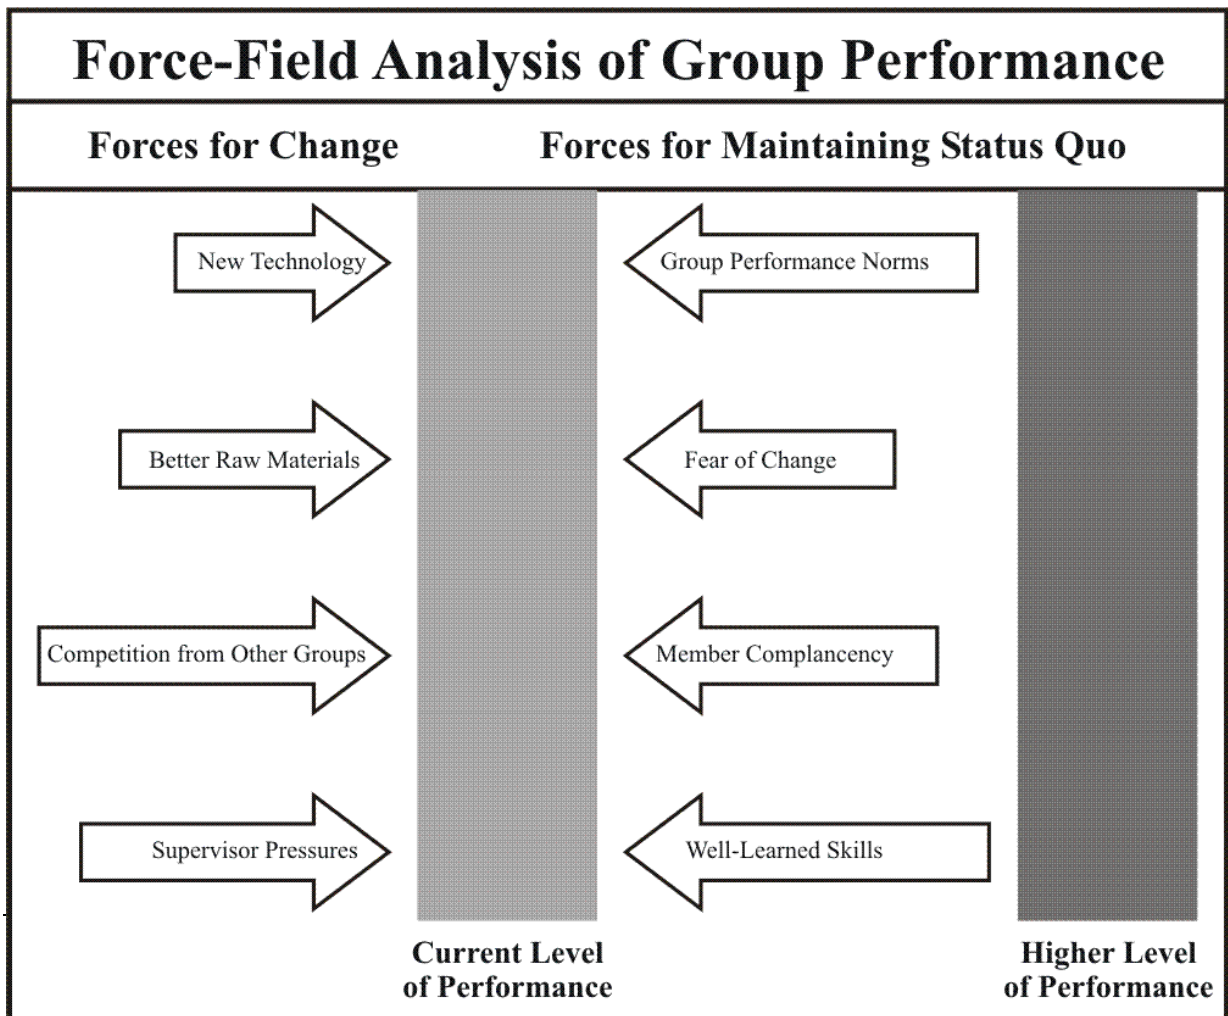 Force-Field Analysis of Group Performance
Forces for Change
Forces for Maintaining Status Quo
New Technology
Group Performance Norms
Better Raw Materials
Fear of Change
Competition from Other Groups
Member Complancency
Supervisor Pressures
Well-Learned Skills
Current Level
of Performance
Higher Level
of Performance